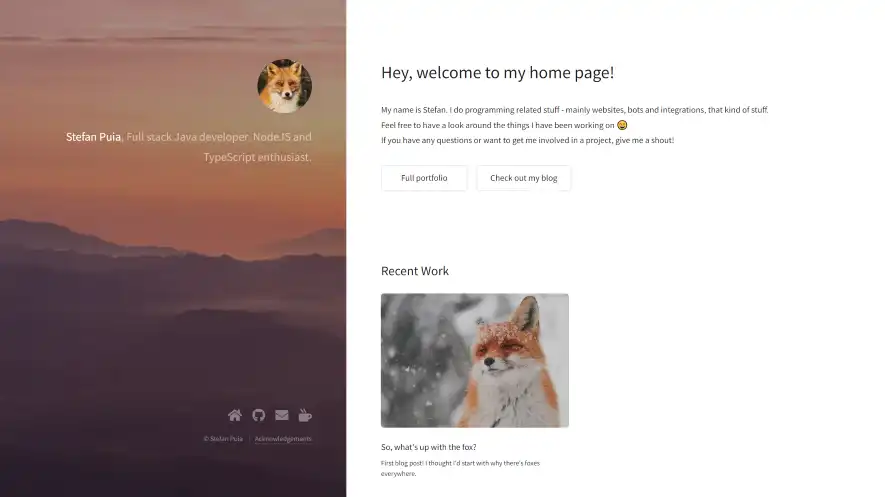 Stefan Puia, Full stack Java developer. NodeJS and
TypeScript enthusiast.
© Stefan Puia
Acknowledgements
Hey, welcome to my home page!
My name is Stefan. I do programming related stuff - mainly websites, bots and integrations, that kind of stuff.
Feel free to have a look around the things I have been working on 😄
If you have any questions or want to get me involved in a project, give me a shout!
Full portfolio
Check out my blog
Recent Work
So, what's up with the fox?
First blog post! I thought I'd start with why there's foxes
everywhere.